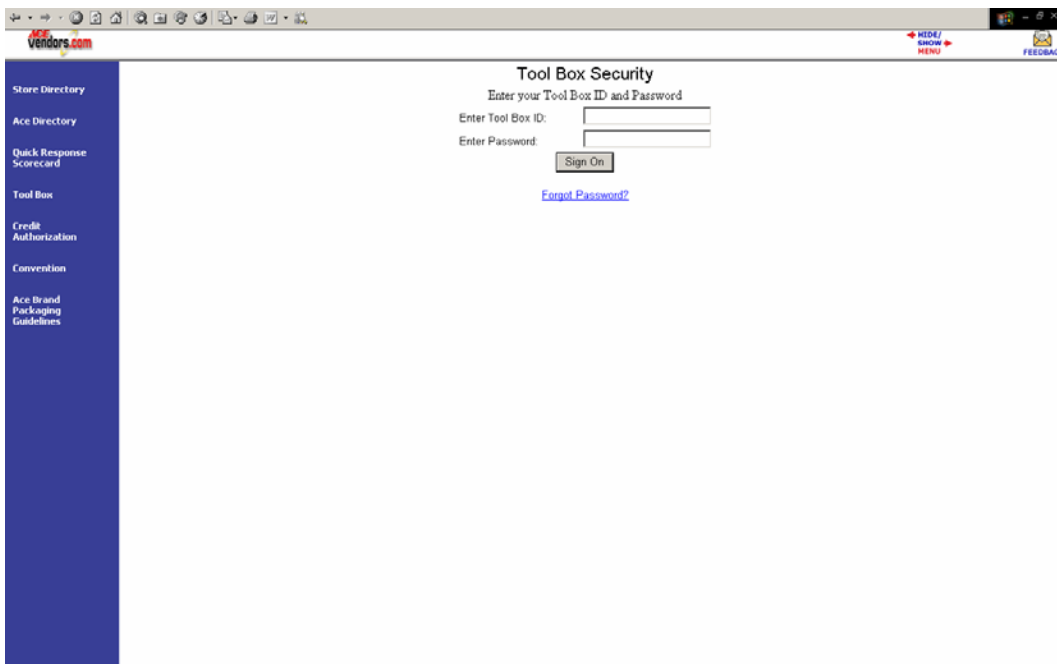 ACE
vendors.com
HIDE/
SHOW
MENU
FEEDBAC
Store Directory
Ace Directory
Quick Response
Scorecard
Tool Box
Credit
Authorization
Convention
Ace Brand
Packaging
Guidelines
Tool Box Security
Enter your Tool Box ID and Password
Enter Tool Box ID:
Enter Password:
Sign On
Forgot Password?